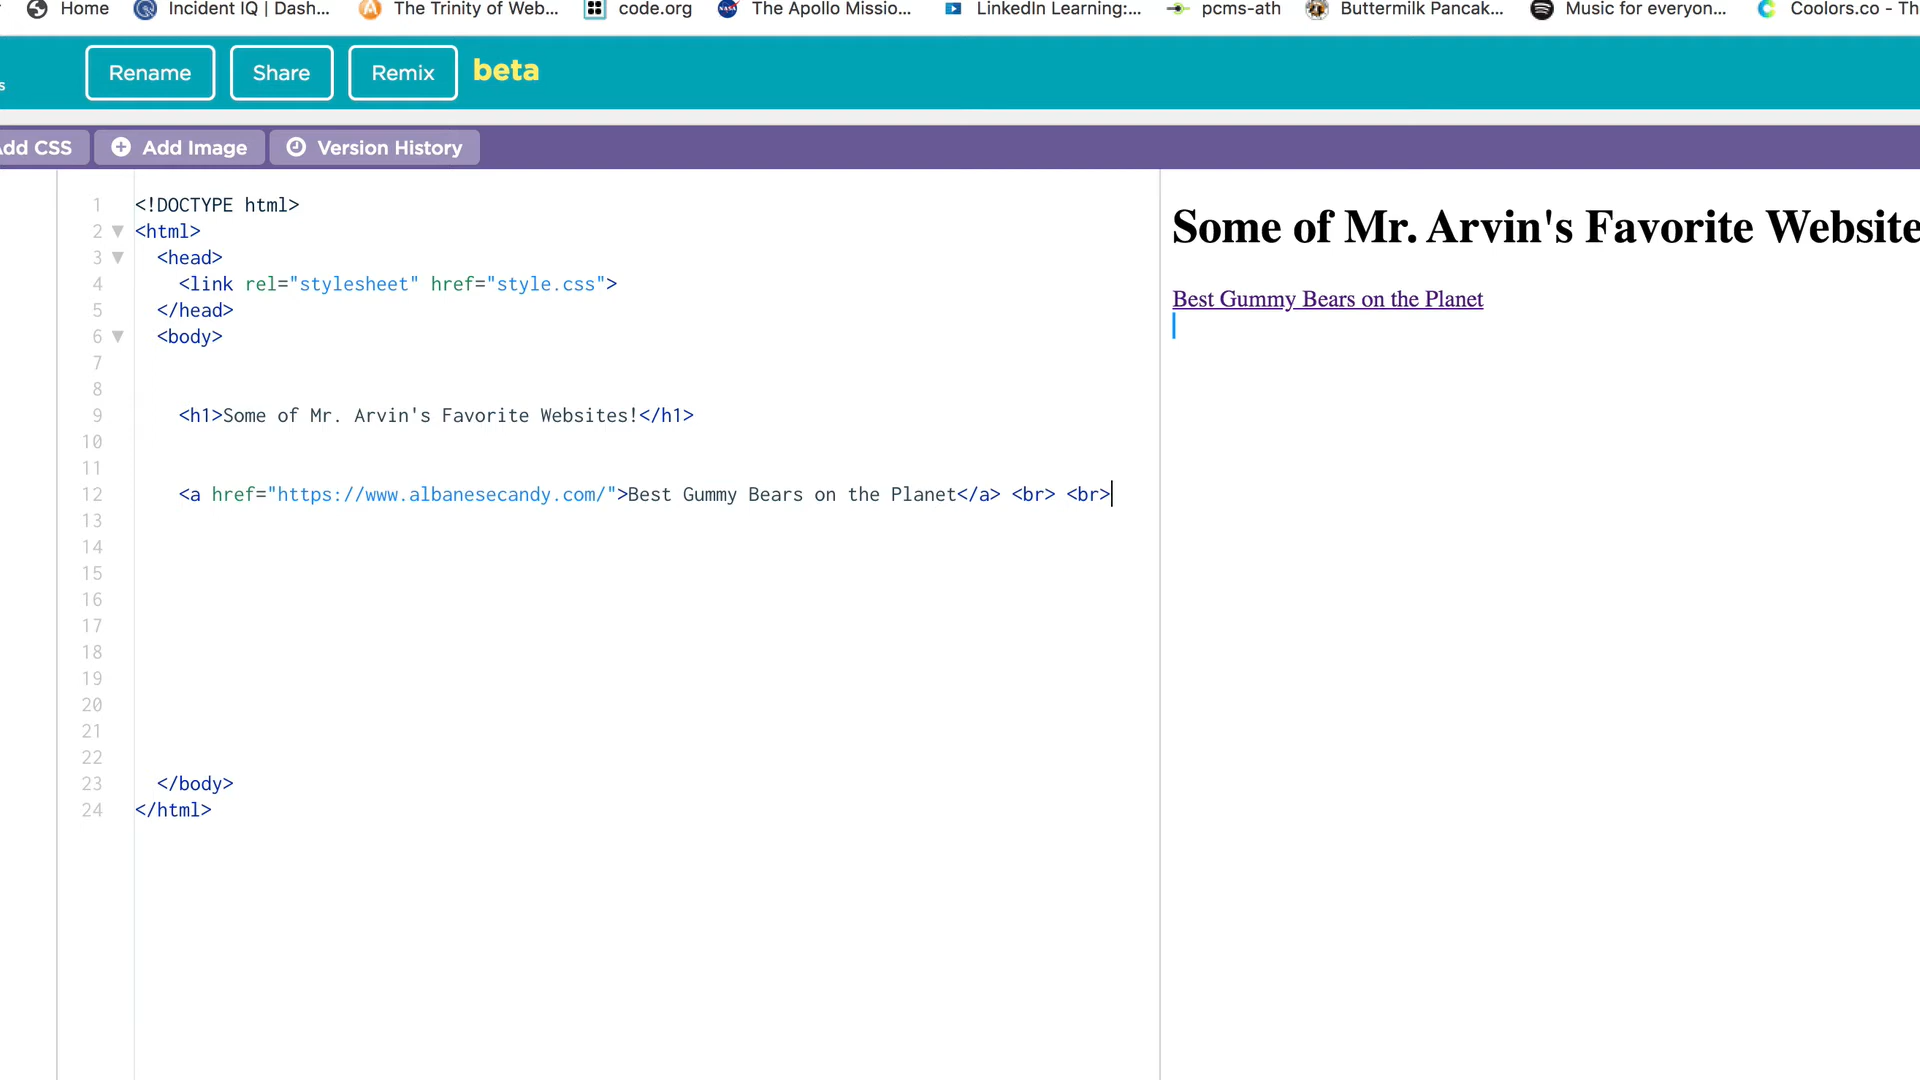 Home Incident IQ | Dash... The Trinity of Web... code.org The Apollo Missio... LinkedIn Learning:... pcms-ath Buttermilk Pancak... Music for everyon... Coolors.co - Th
s Rename Share Remix beta
Add CSS Add Image Version History
1 <!DOCTYPE html>
2 <html>
3 <head>
4 <link rel="stylesheet" href="style.css">
5 </head>
6 <body>
7
8
9 <h1>Some of Mr. Arvin's Favorite Websites!</h1>
10
11
12 <a href="https://www.albanesecandy.com/">Best Gummy Bears on the Planet</a> <br> <br>
13
14
15
16
17
18
19
20
21
22
23 </body>
24 </html>
Some of Mr. Arvin's Favorite Website
Best Gummy Bears on the Planet